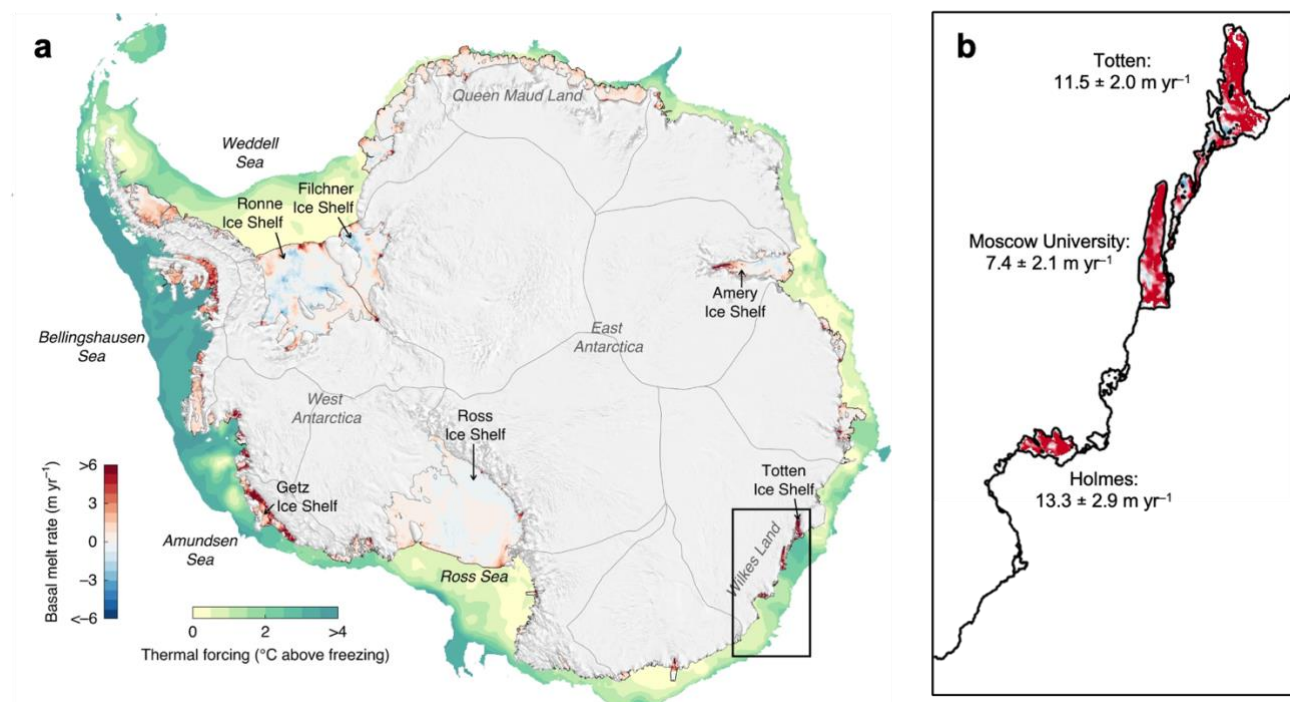 a
Queen Maud Land
Weddell
Sea
Filchner
Ice Shelf
Ronne
Ice Shelf
Amery
Ice Shelf
Bellingshausen
Sea
East
Antarctica
West
Antarctica
Ross
Ice Shelf
Totten
Ice Shelf
Getz
Ice Shelf
Wilkes Land
Amundsen
Sea
Ross Sea
Basal melt rate (m yr⁻¹)
>6
3
0
−3
<−6
0
2
>4
Thermal forcing (°C above freezing)
b
Totten:
11.5 ± 2.0 m yr⁻¹
Moscow University:
7.4 ± 2.1 m yr⁻¹
Holmes:
13.3 ± 2.9 m yr⁻¹